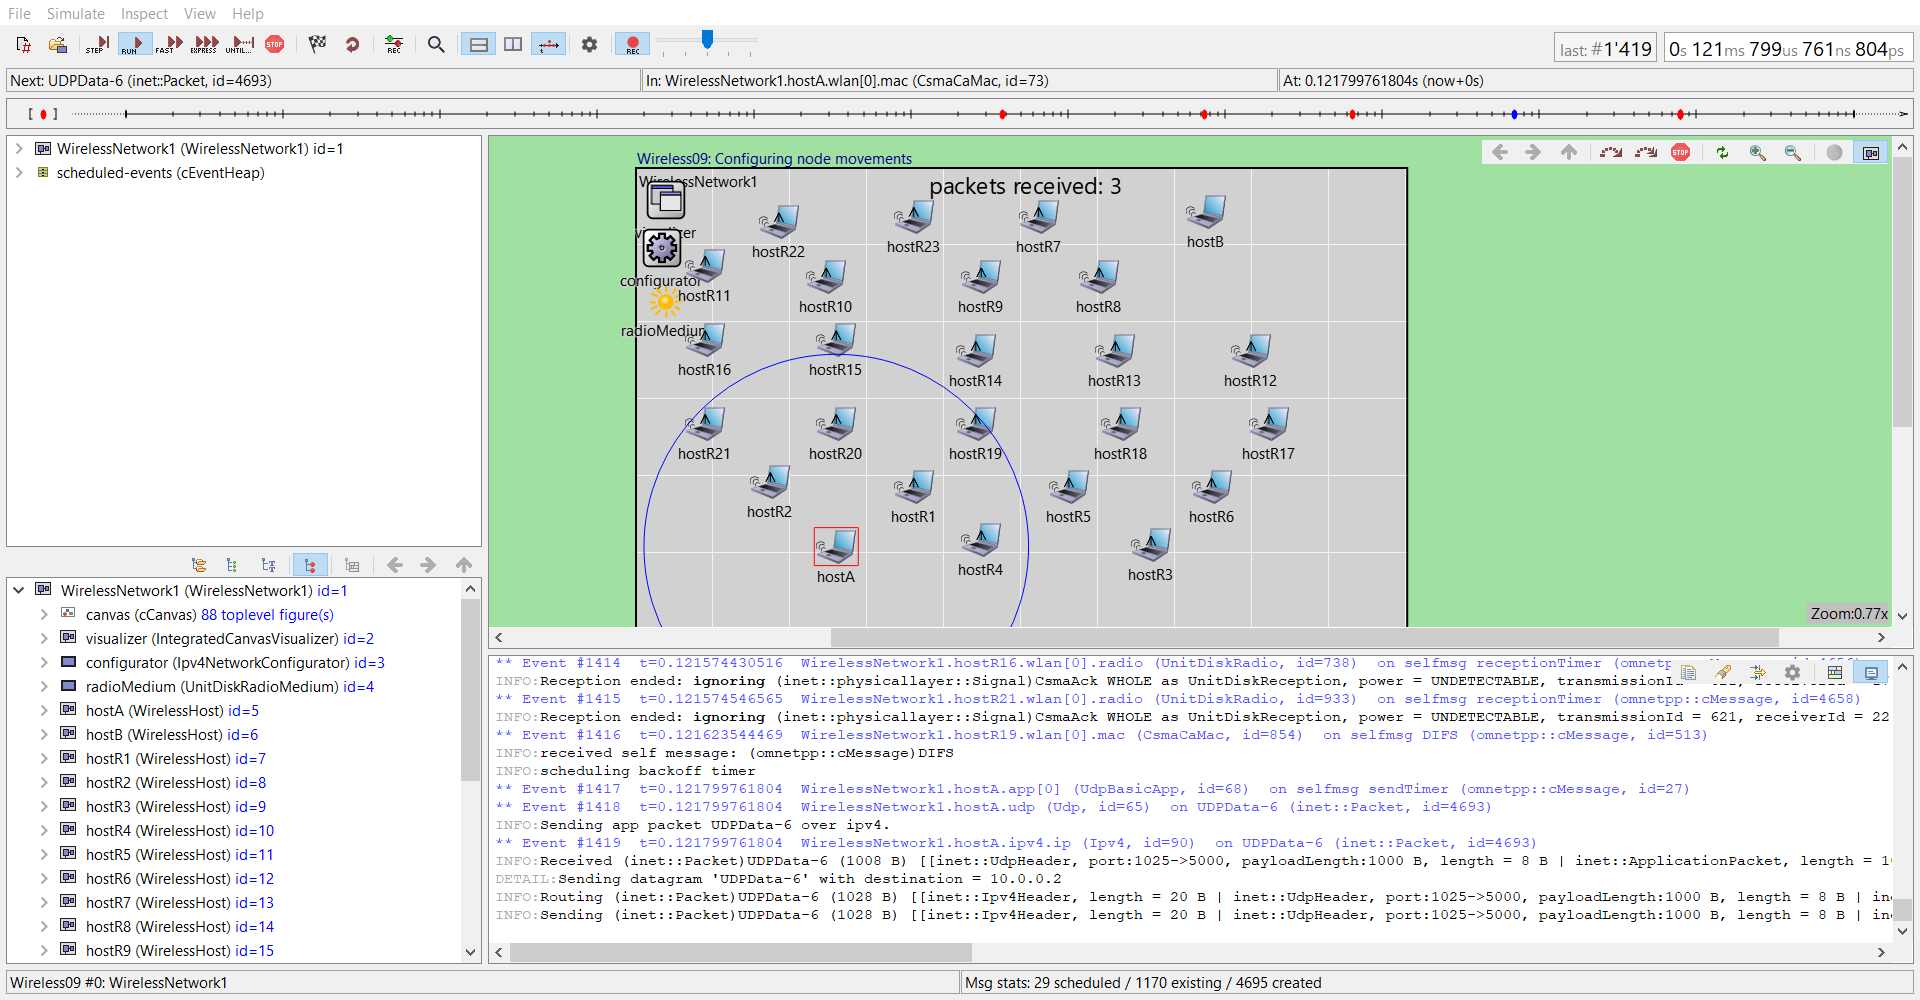 File Simulate Inspect View Help
STEP RUN FAST EXPRESS UNTIL... STOP REC REC
last: #1'419 0s 121ms 799us 761ns 804ps
Next: UDPData-6 (inet::Packet, id=4693) In: WirelessNetwork1.hostA.wlan[0].mac (CsmaCaMac, id=73) At: 0.121799761804s (now+0s)
WirelessNetwork1 (WirelessNetwork1) id=1
scheduled-events (cEventHeap)
WirelessNetwork1 (WirelessNetwork1) id=1
canvas (cCanvas) 88 toplevel figure(s)
visualizer (IntegratedCanvasVisualizer) id=2
configurator (Ipv4NetworkConfigurator) id=3
radioMedium (UnitDiskRadioMedium) id=4
hostA (WirelessHost) id=5
hostB (WirelessHost) id=6
hostR1 (WirelessHost) id=7
hostR2 (WirelessHost) id=8
hostR3 (WirelessHost) id=9
hostR4 (WirelessHost) id=10
hostR5 (WirelessHost) id=11
hostR6 (WirelessHost) id=12
hostR7 (WirelessHost) id=13
hostR8 (WirelessHost) id=14
hostR9 (WirelessHost) id=15
Wireless09: Configuring node movements
STOP
WirelessNetwork1
packets received: 3
visualizer
hostR22 hostR23 hostR7 hostB
configurator
hostR11 hostR10 hostR9 hostR8
radioMedium
hostR16 hostR15 hostR14 hostR13 hostR12
hostR21 hostR20 hostR19 hostR18 hostR17
hostR2 hostR1 hostR5 hostR6
hostA hostR4 hostR3
Zoom:0.77x
** Event #1414 t=0.121574430516 WirelessNetwork1.hostR16.wlan[0].radio (UnitDiskRadio, id=738) on selfmsg receptionTimer (omnetp
INFO:Reception ended: ignoring (inet::physicallayer::Signal)CsmaAck WHOLE as UnitDiskReception, power = UNDETECTABLE, transmissionId
** Event #1415 t=0.121574546565 WirelessNetwork1.hostR21.wlan[0].radio (UnitDiskRadio, id=933) on selfmsg receptionTimer (omnetpp::cMessage, id=4658)
INFO:Reception ended: ignoring (inet::physicallayer::Signal)CsmaAck WHOLE as UnitDiskReception, power = UNDETECTABLE, transmissionId = 621, receiverId = 22
** Event #1416 t=0.121623544469 WirelessNetwork1.hostR19.wlan[0].mac (CsmaCaMac, id=854) on selfmsg DIFS (omnetpp::cMessage, id=513)
INFO:received self message: (omnetpp::cMessage)DIFS
INFO:scheduling backoff timer
** Event #1417 t=0.121799761804 WirelessNetwork1.hostA.app[0] (UdpBasicApp, id=68) on selfmsg sendTimer (omnetpp::cMessage, id=27)
** Event #1418 t=0.121799761804 WirelessNetwork1.hostA.udp (Udp, id=65) on UDPData-6 (inet::Packet, id=4693)
INFO:Sending app packet UDPData-6 over ipv4.
** Event #1419 t=0.121799761804 WirelessNetwork1.hostA.ipv4.ip (Ipv4, id=90) on UDPData-6 (inet::Packet, id=4693)
INFO:Received (inet::Packet)UDPData-6 (1008 B) [[inet::UdpHeader, port:1025->5000, payloadLength:1000 B, length = 8 B | inet::ApplicationPacket, length = 1
DETAIL:Sending datagram 'UDPData-6' with destination = 10.0.0.2
INFO:Routing (inet::Packet)UDPData-6 (1028 B) [[inet::Ipv4Header, length = 20 B | inet::UdpHeader, port:1025->5000, payloadLength:1000 B, length = 8 B | in
INFO:Sending (inet::Packet)UDPData-6 (1028 B) [[inet::Ipv4Header, length = 20 B | inet::UdpHeader, port:1025->5000, payloadLength:1000 B, length = 8 B | in
Wireless09 #0: WirelessNetwork1 Msg stats: 29 scheduled / 1170 existing / 4695 created